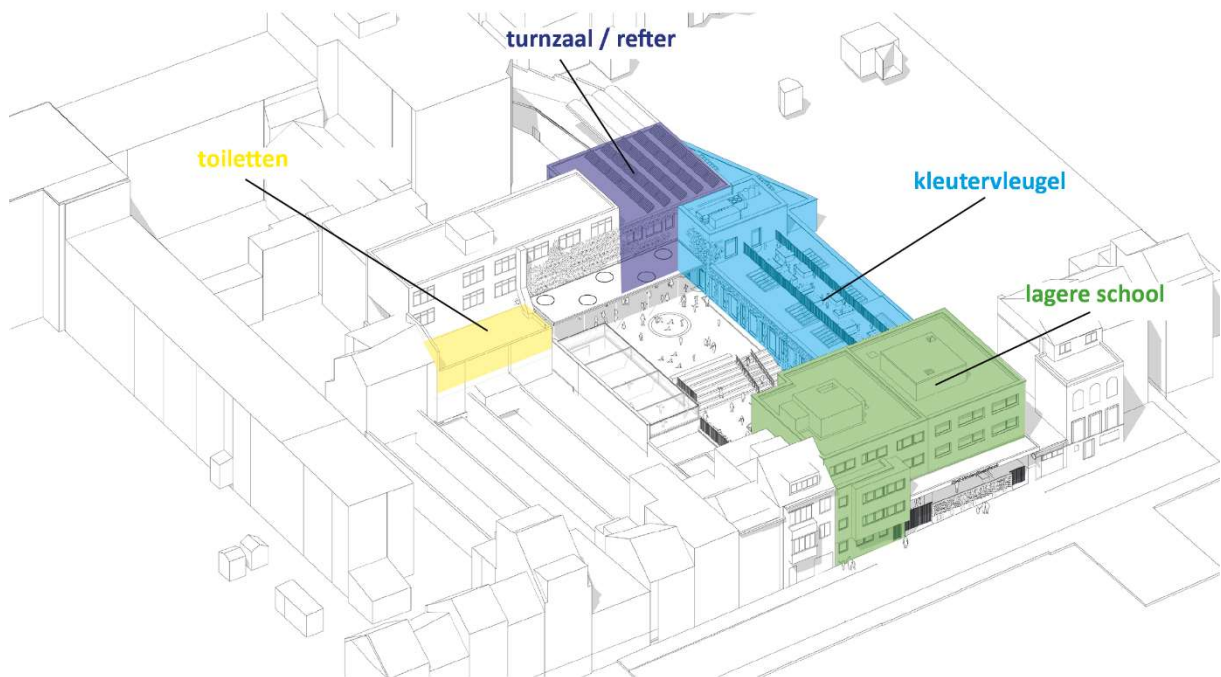 turnzaal / refter
toiletten
kleutervleugel
lagere school